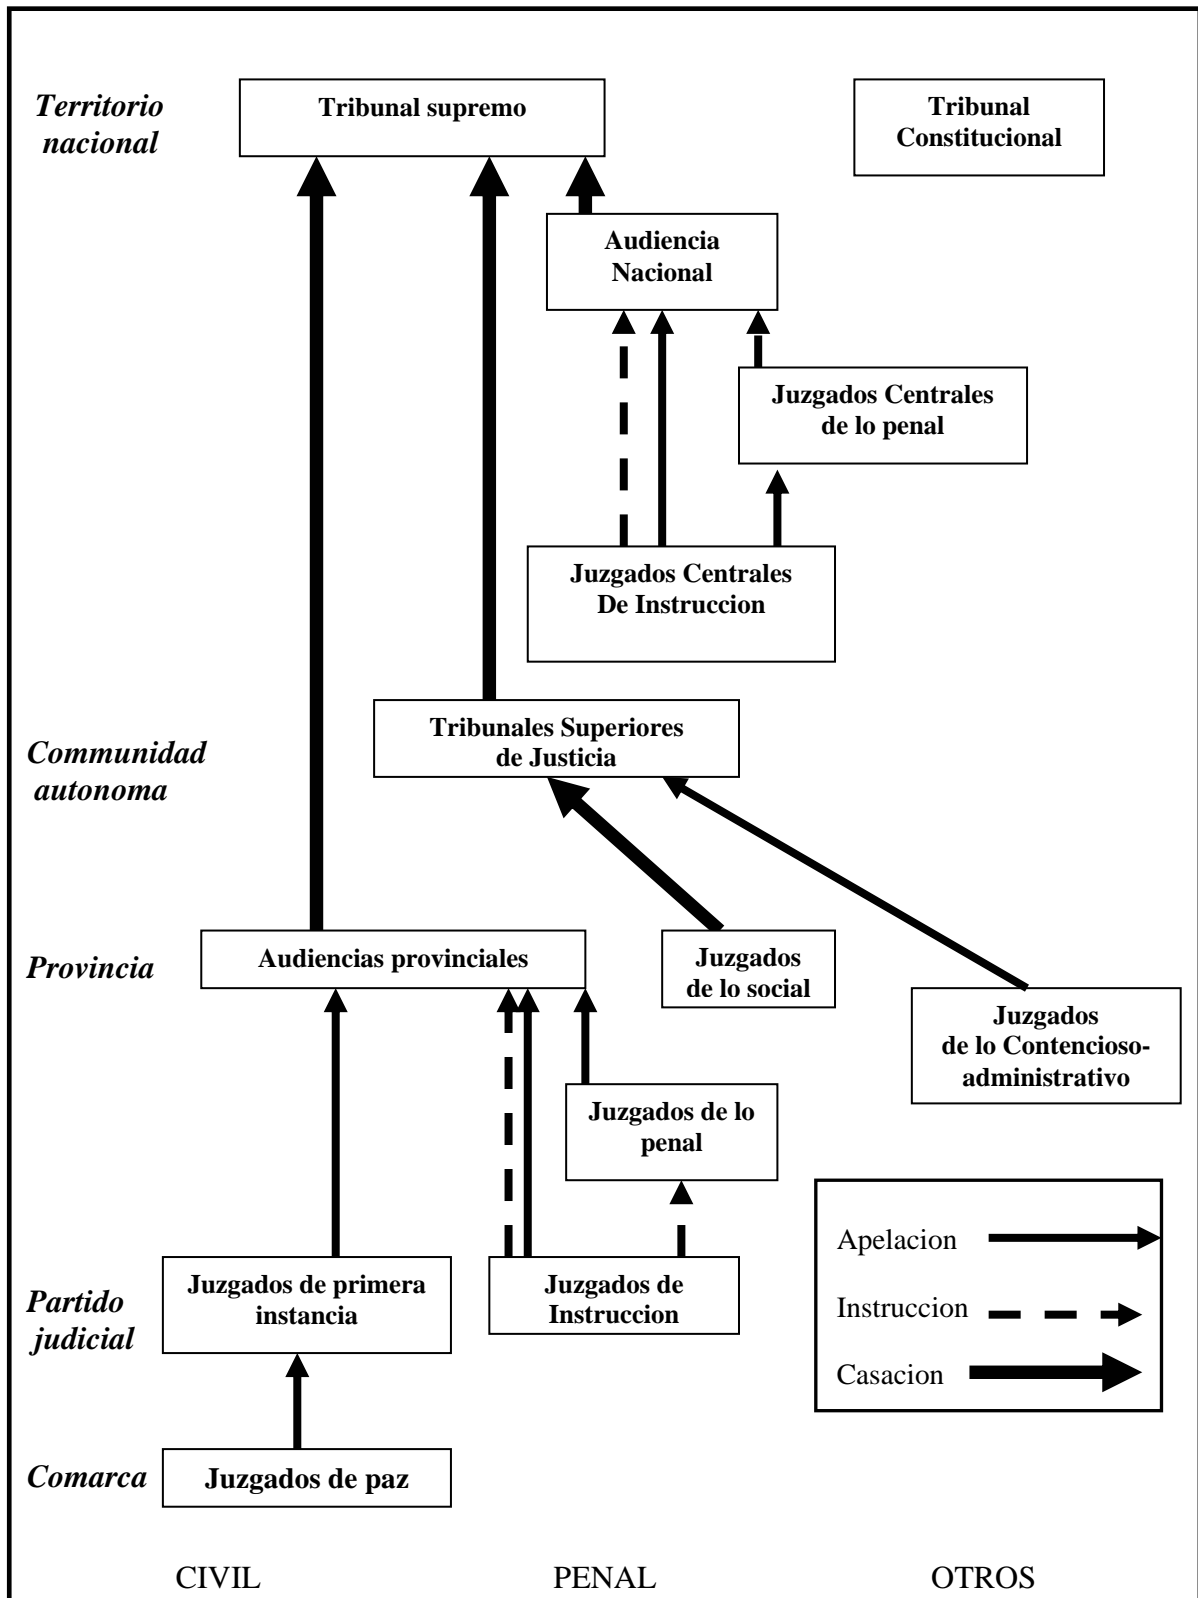 Territorio
nacional
Tribunal supremo
Tribunal
Constitucional
Audiencia
Nacional
Juzgados Centrales
de lo penal
Juzgados Centrales
De Instruccion
Communidad
autonoma
Tribunales Superiores
de Justicia
Provincia
Audiencias provinciales
Juzgados
de lo social
Juzgados
de lo Contencioso-
administrativo
Juzgados de lo
penal
Partido
judicial
Juzgados de primera
instancia
Juzgados de
Instruccion
Apelacion
Instruccion
Casacion
Comarca
Juzgados de paz
CIVIL
PENAL
OTROS